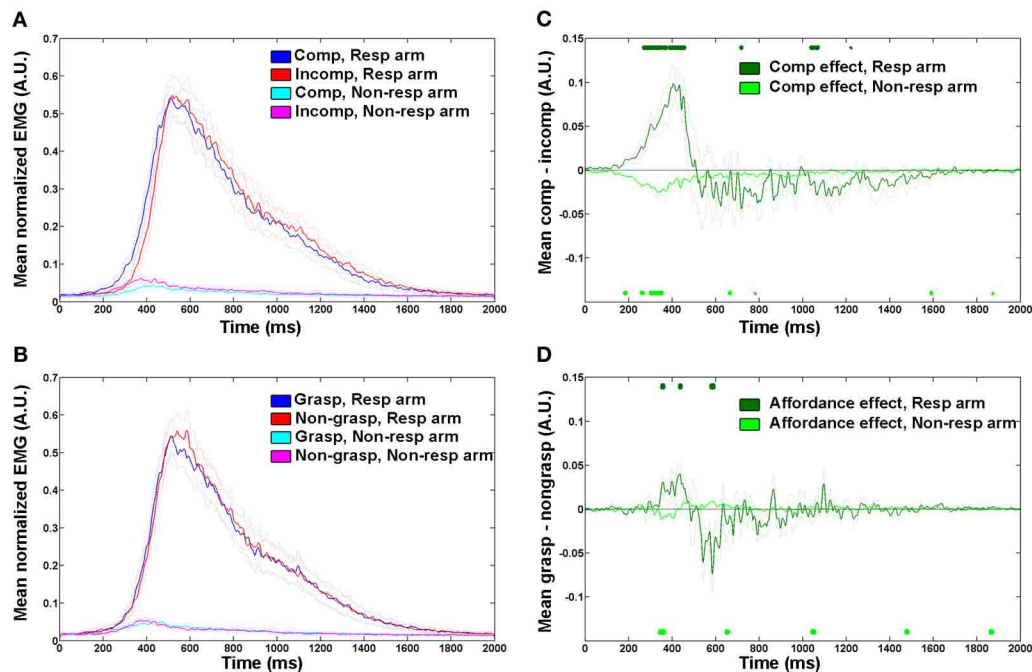 A
Mean normalized EMG (A.U.)
0.7
0.6
0.5
0.4
0.3
0.2
0.1
0
Comp, Resp arm
Incomp, Resp arm
Comp, Non-resp arm
Incomp, Non-resp arm
0 200 400 600 800 1000 1200 1400 1600 1800 2000
Time (ms)
B
Mean normalized EMG (A.U.)
0.7
0.6
0.5
0.4
0.3
0.2
0.1
0
Grasp, Resp arm
Non-grasp, Resp arm
Grasp, Non-resp arm
Non-grasp, Non-resp arm
0 200 400 600 800 1000 1200 1400 1600 1800 2000
Time (ms)
C
Mean comp - incomp (A.U.)
0.15
0.1
0.05
0
-0.05
-0.1
Comp effect, Resp arm
Comp effect, Non-resp arm
0 200 400 600 800 1000 1200 1400 1600 1800 2000
Time (ms)
D
Mean grasp - nongrasp (A.U.)
0.15
0.1
0.05
0
-0.05
-0.1
Affordance effect, Resp arm
Affordance effect, Non-resp arm
0 200 400 600 800 1000 1200 1400 1600 1800 2000
Time (ms)